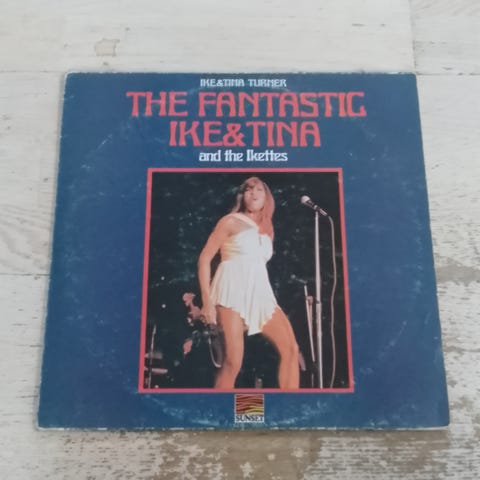 IKE&TINA TURNER
THE FANTASTIC
IKE&TINA
and the Ikettes
SUNSET